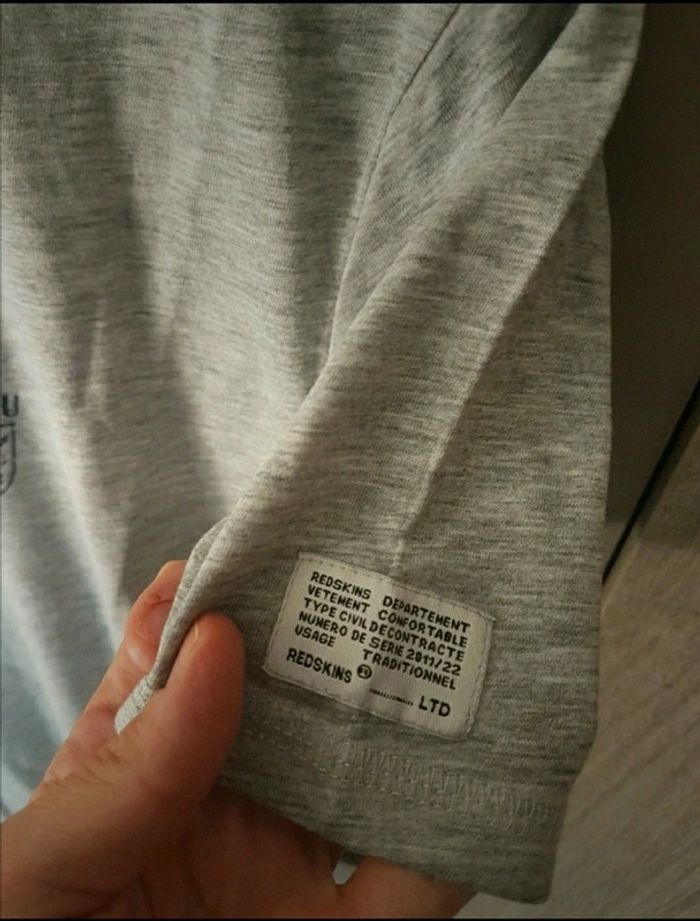 REDSKINS DEPARTEMENT
VETEMENT CONFORTABLE
TYPE CIVIL DECONTRACTE
NUMERO DE SERIE 2011/22
USAGE TRADITIONNEL
REDSKINS LTD